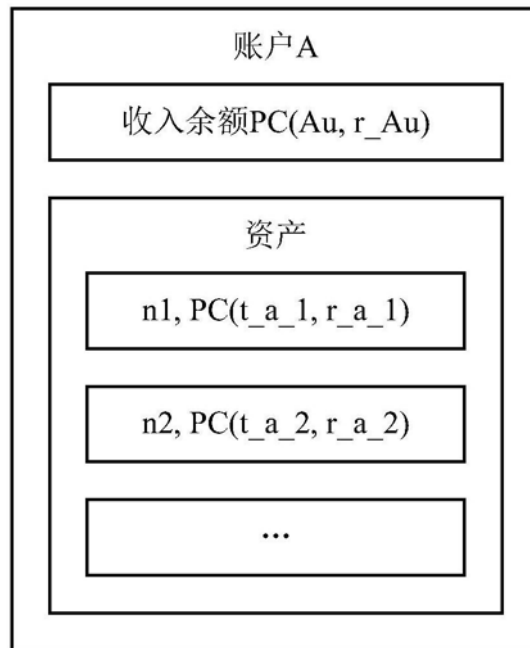 账户A
收入余额PC(Au, r_Au)
资产
n1, PC(t_a_1, r_a_1)
n2, PC(t_a_2, r_a_2)
...